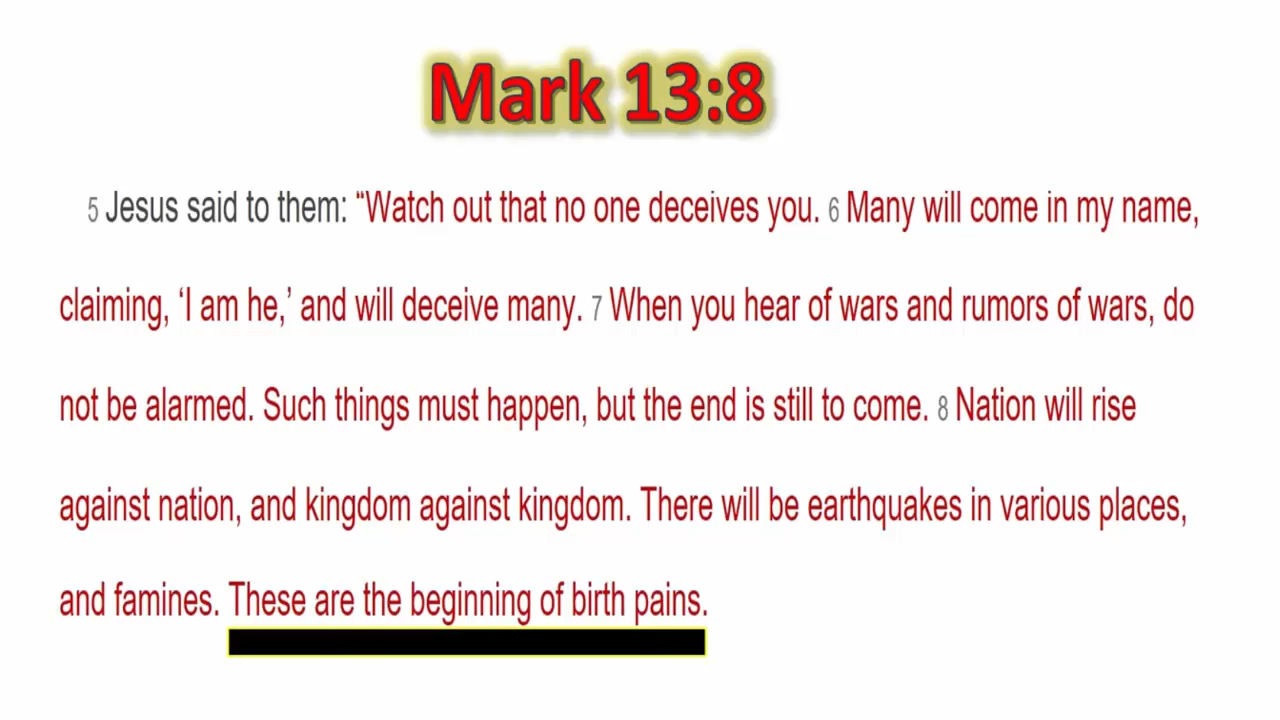 Mark 13:8
5 Jesus said to them: “Watch out that no one deceives you. 6 Many will come in my name,
claiming, ‘I am he,’ and will deceive many. 7 When you hear of wars and rumors of wars, do
not be alarmed. Such things must happen, but the end is still to come. 8 Nation will rise
against nation, and kingdom against kingdom. There will be earthquakes in various places,
and famines. These are the beginning of birth pains.